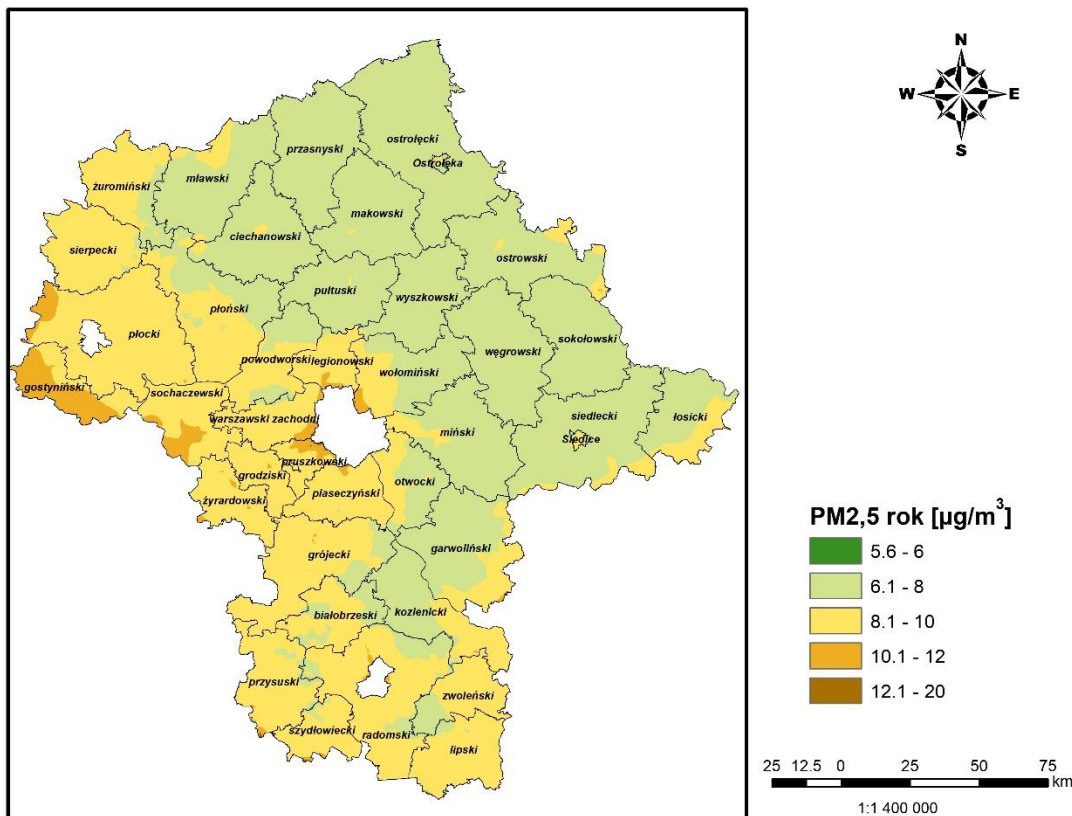 N
W E
S
ostrołęcki
przasnyski
Ostrołęka
mławski
żuromiński
makowski
ciechanowski
sierpecki
ostrowski
pułtuski
wyszkowski
płoński
płocki
sokołowski
węgrowski
nowodworski
legionowski
wołomiński
gostyniński
sochaczewski
siedlecki
łosicki
warszawski zachodni
miński
Siedlce
pruszkowski
grodziski
otwocki
żyrardowski
piaseczyński
garwoliński
grójecki
białobrzeski
kozienicki
przysuski
zwoleński
szydłowiecki
radomski
lipski
PM2,5 rok [µg/m³]
5.6 - 6
6.1 - 8
8.1 - 10
10.1 - 12
12.1 - 20
25 12.5 0 25 50 75
km
1:1 400 000